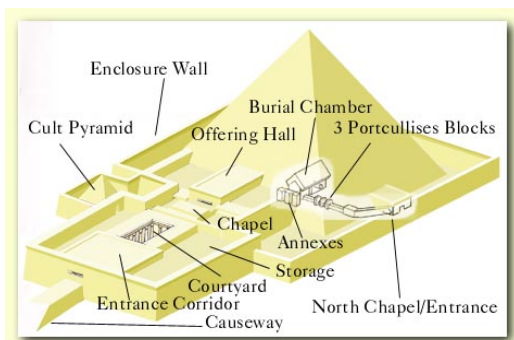 Enclosure Wall
Burial Chamber
Cult Pyramid
Offering Hall
3 Portcullises Blocks
Chapel
Annexes
Storage
Courtyard
Entrance Corridor
North Chapel/Entrance
Causeway